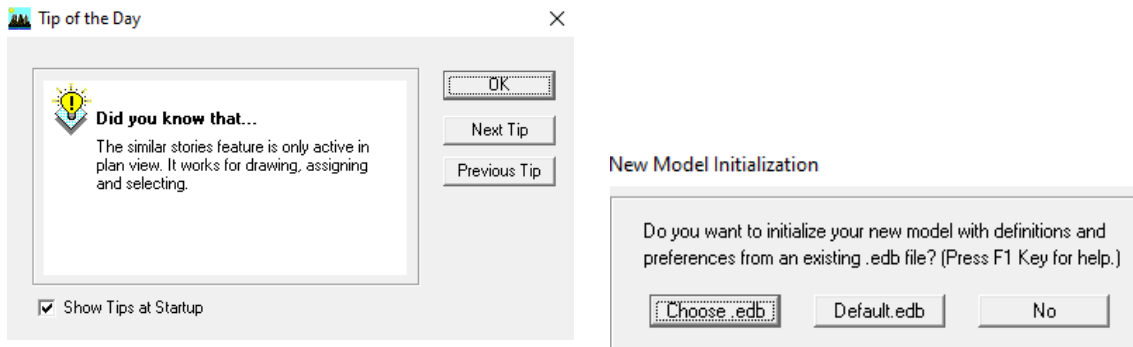 Tip of the Day
Did you know that...
The similar stories feature is only active in
plan view. It works for drawing, assigning
and selecting.
OK
Next Tip
Previous Tip
Show Tips at Startup
New Model Initialization
Do you want to initialize your new model with definitions and
preferences from an existing .edb file? (Press F1 Key for help.)
Choose .edb
Default.edb
No